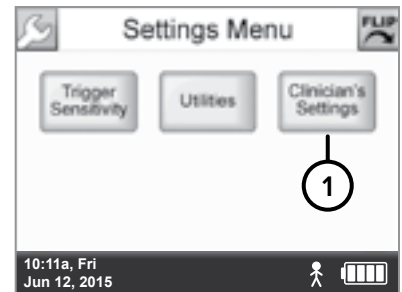 Settings Menu
FLIP
Trigger
Sensitivity
Utilities
Clinician's
Settings
1
10:11a, Fri
Jun 12, 2015